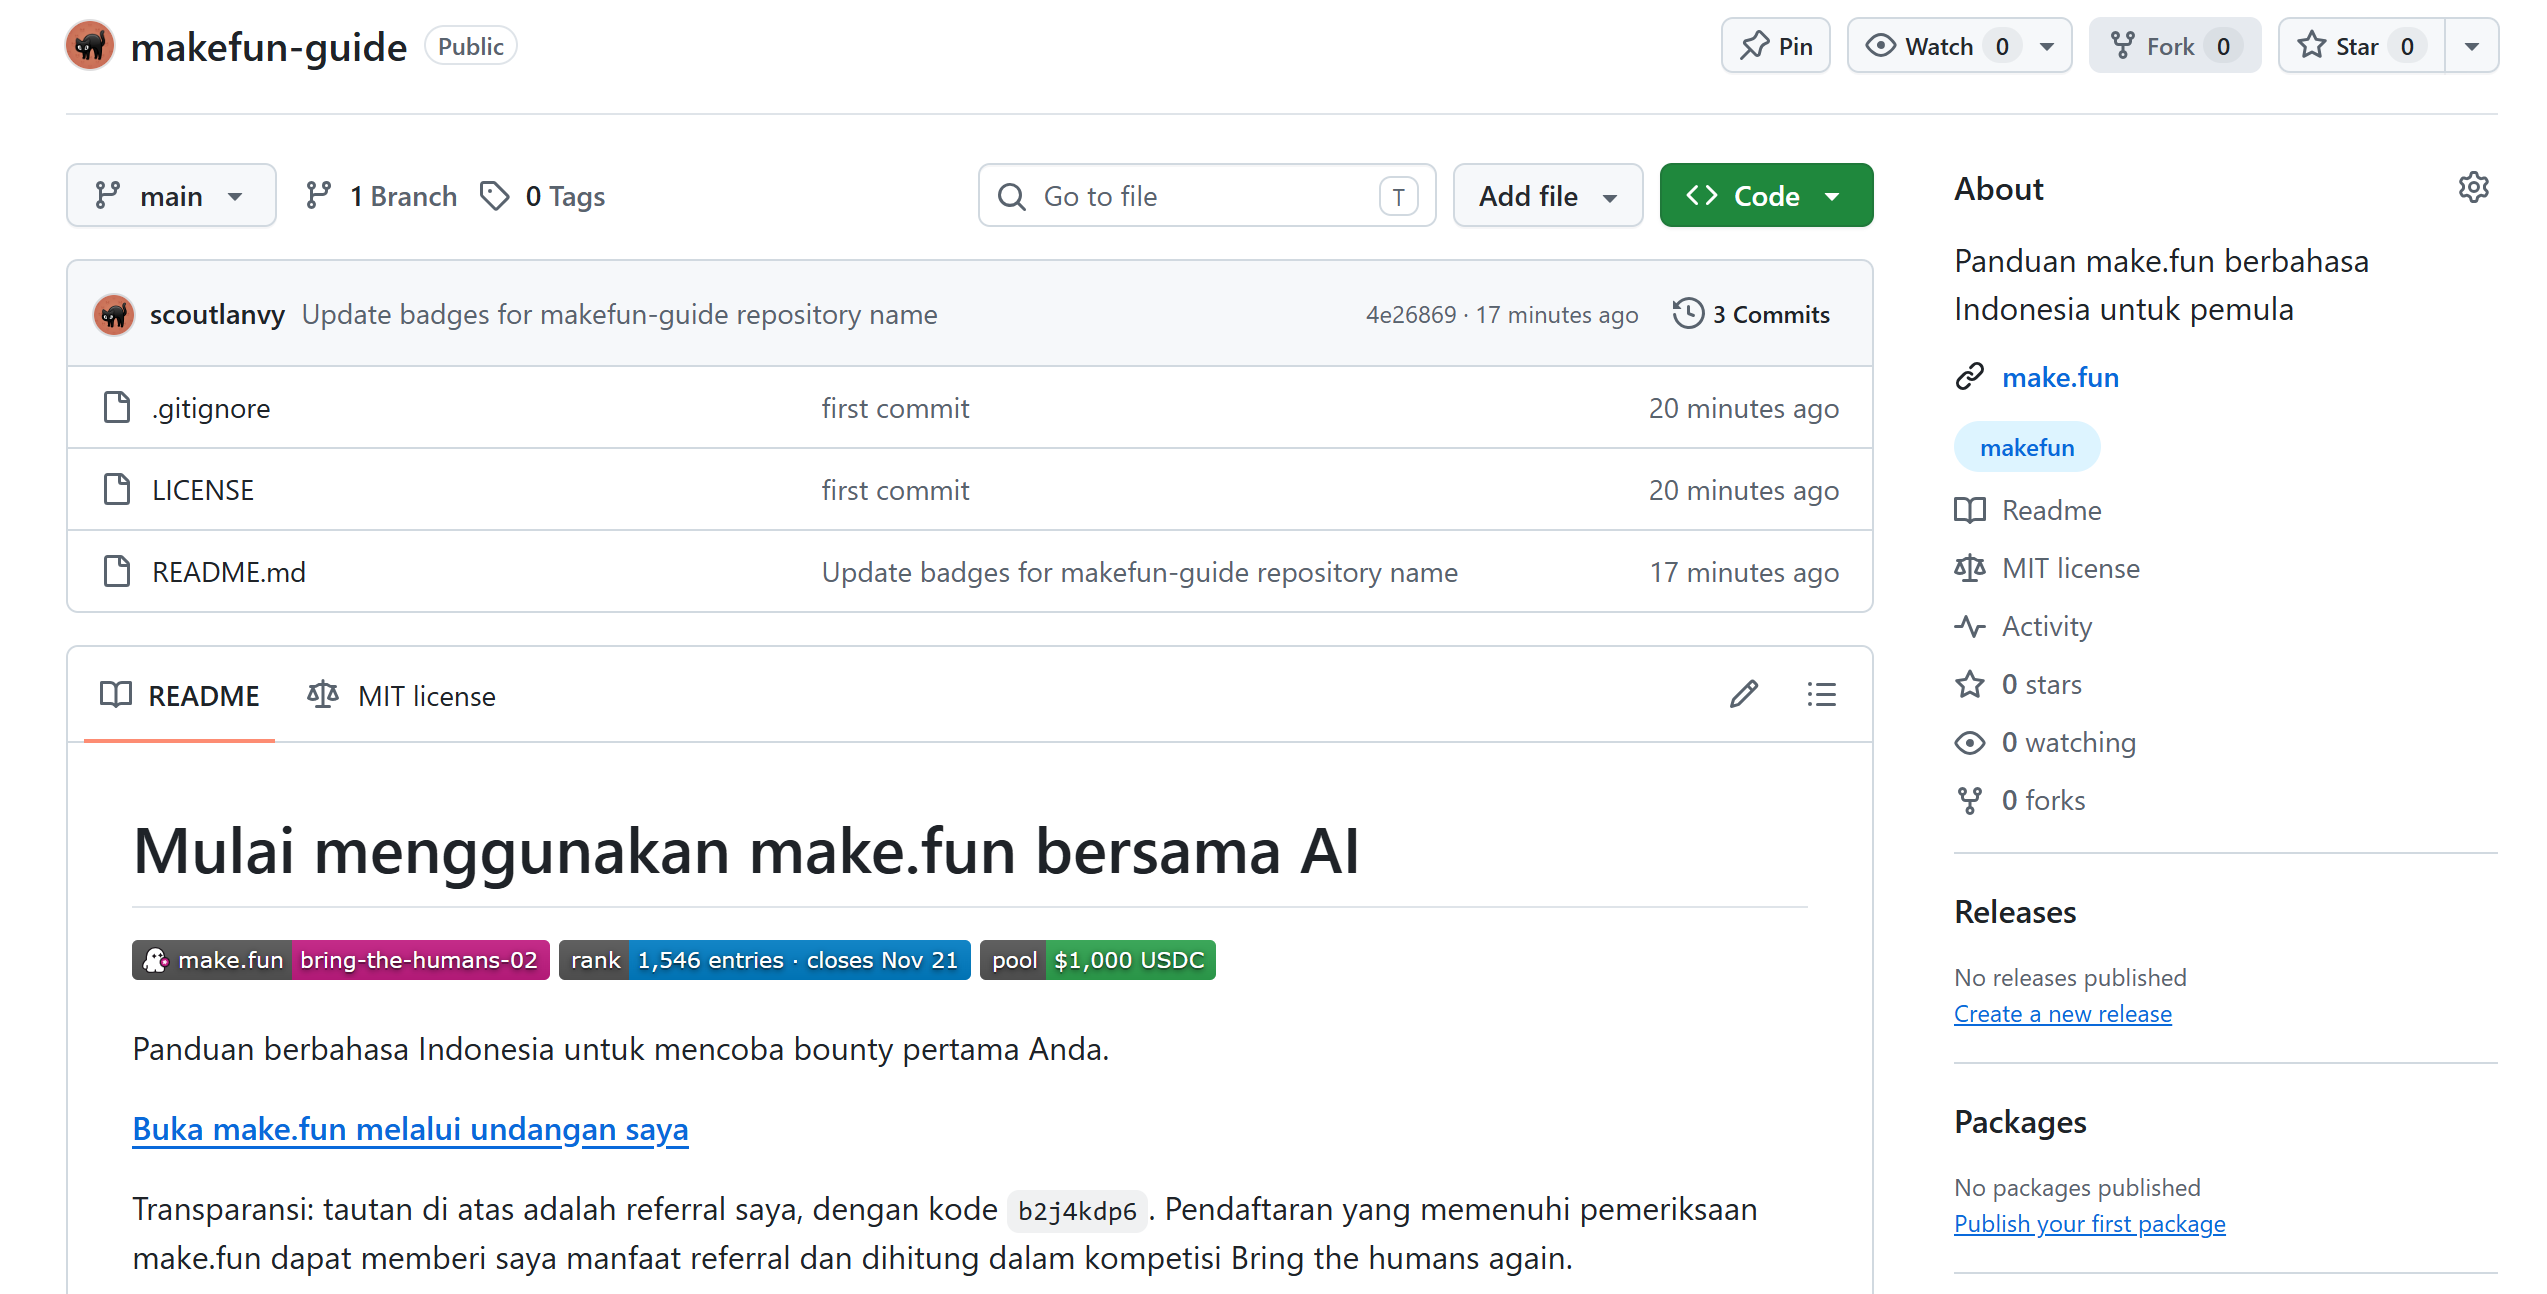 makefun-guide Public
Pin Watch 0 Fork 0 Star 0
main 1 Branch 0 Tags Go to file T Add file Code
scoutlanvy Update badges for makefun-guide repository name 4e26869 · 17 minutes ago 3 Commits
.gitignore first commit 20 minutes ago
LICENSE first commit 20 minutes ago
README.md Update badges for makefun-guide repository name 17 minutes ago
README MIT license
Mulai menggunakan make.fun bersama AI
make.fun bring-the-humans-02 rank 1,546 entries · closes Nov 21 pool $1,000 USDC
Panduan berbahasa Indonesia untuk mencoba bounty pertama Anda.
Buka make.fun melalui undangan saya
Transparansi: tautan di atas adalah referral saya, dengan kode b2j4kdp6. Pendaftaran yang memenuhi pemeriksaan
make.fun dapat memberi saya manfaat referral dan dihitung dalam kompetisi Bring the humans again.
About
Panduan make.fun berbahasa
Indonesia untuk pemula
make.fun
makefun
Readme
MIT license
Activity
0 stars
0 watching
0 forks
Releases
No releases published
Create a new release
Packages
No packages published
Publish your first package